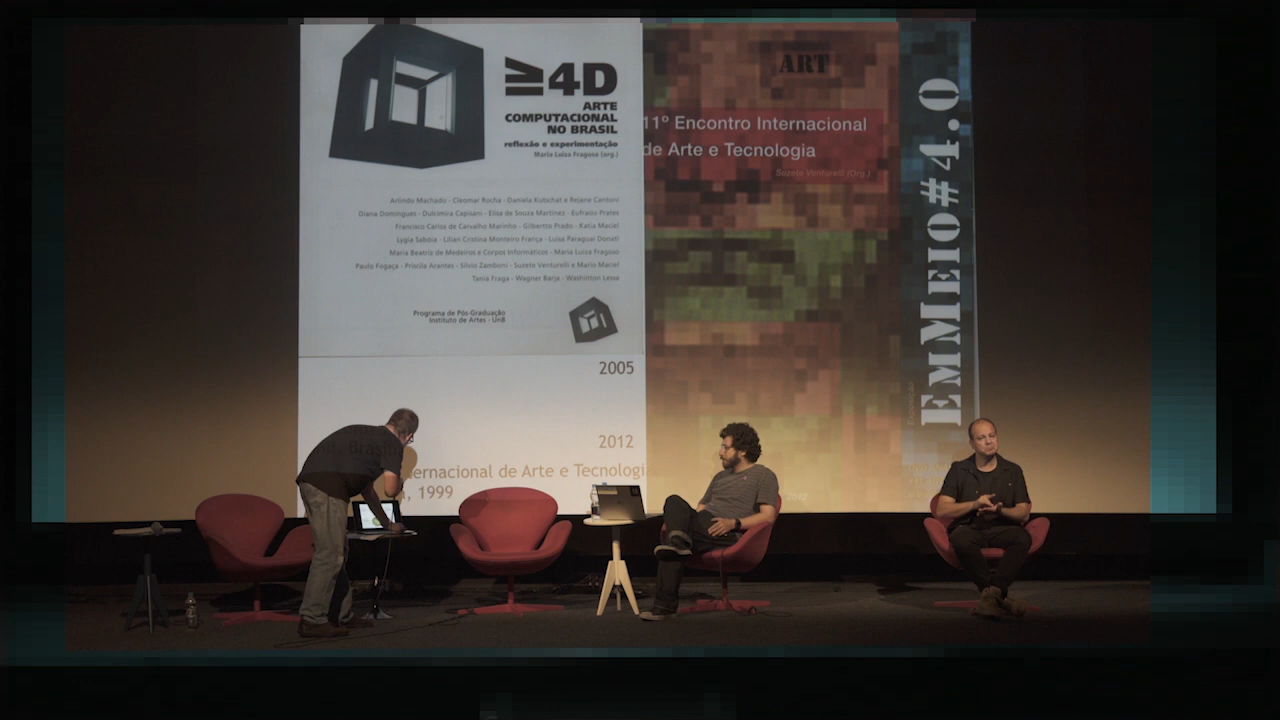 ≥4D
ARTE
COMPUTACIONAL
NO BRASIL
reflexão e experimentação
Maria Luiza Fragoso (org.)
Arlindo Machado - Cleomar Rocha - Daniela Kutschat e Rejane Cantoni
Diana Domingues - Dulcimira Capisani - Elisa de Souza Martinez - Eufrasio Prates
Francisco Carlos de Carvalho Marinho - Gilbertto Prado - Katia Maciel
Lygia Sabóia - Lilian Cristina Monteiro França - Luisa Paraguai Donati
Maria Beatriz de Medeiros e Corpos Informáticos - Maria Luiza Fragoso
Paulo Fogaça - Priscila Arantes - Silvio Zamboni - Suzete Venturelli e Mario Maciel
Tania Fraga - Wagner Barja - Washinton Lessa
Programa de Pós-Graduação
Instituto de Artes - UnB
2005
2012
ernacional de Arte e Tecnologia
, 1999
ART
11º Encontro Internacional
de Arte e Tecnologia
Suzete Venturelli (Org.)
EmMeio#4.0
2012